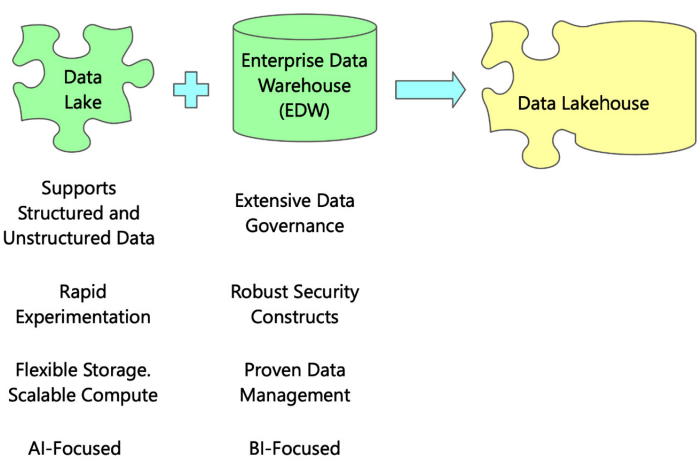 Data
Lake
Enterprise Data
Warehouse
(EDW)
Data Lakehouse
Supports
Structured and
Unstructured Data
Extensive Data
Governance
Rapid
Experimentation
Robust Security
Constructs
Flexible Storage.
Scalable Compute
Proven Data
Management
AI-Focused
BI-Focused